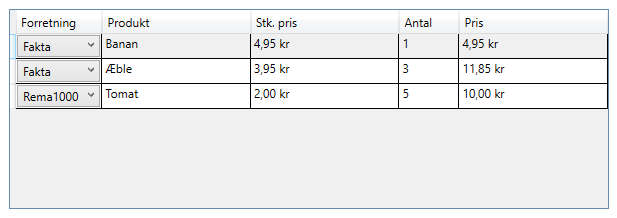 Forretning Produkt Stk. pris Antal Pris
Fakta Banan 4,95 kr 1 4,95 kr
Fakta Æble 3,95 kr 3 11,85 kr
Rema1000 Tomat 2,00 kr 5 10,00 kr